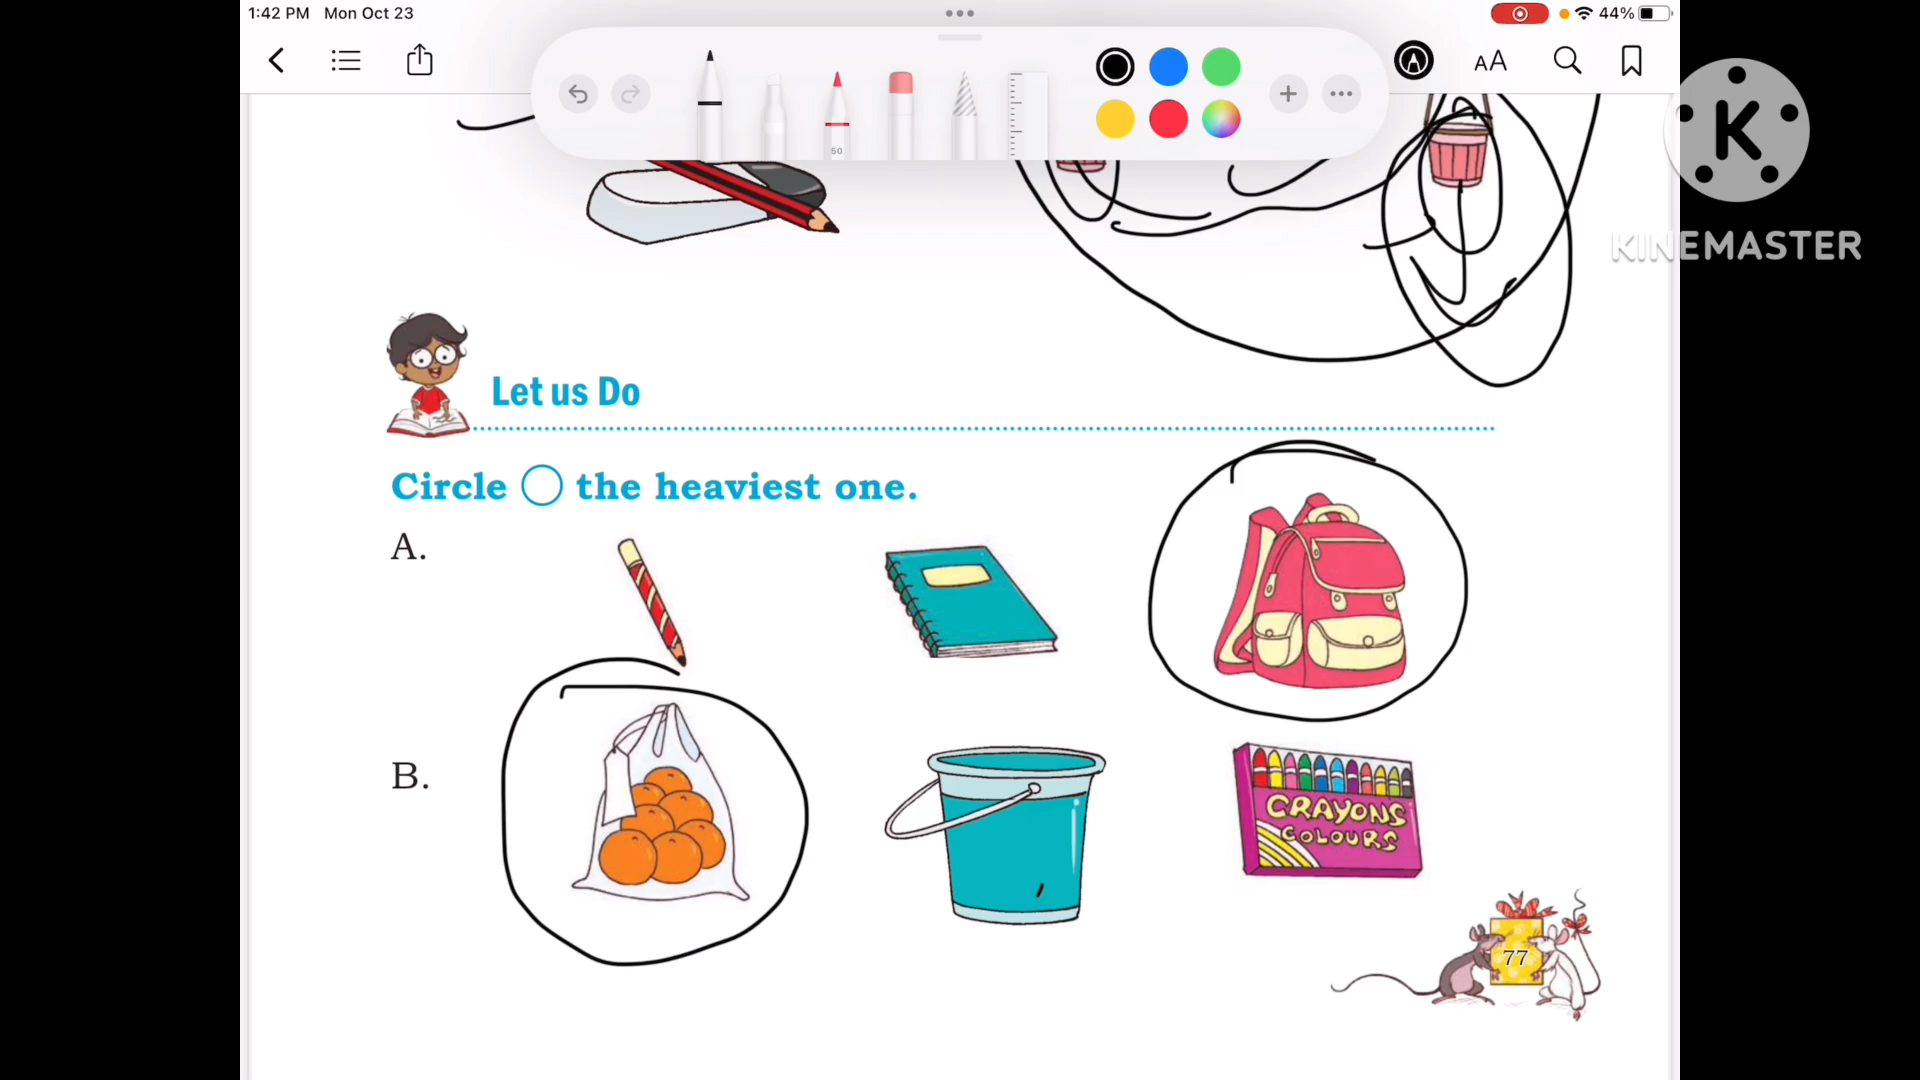 1:42 PM Mon Oct 23
44%
AA
50
K
KINEMASTER
Let us Do
Circle the heaviest one.
A.
B.
CRAYONS
COLOURS
77